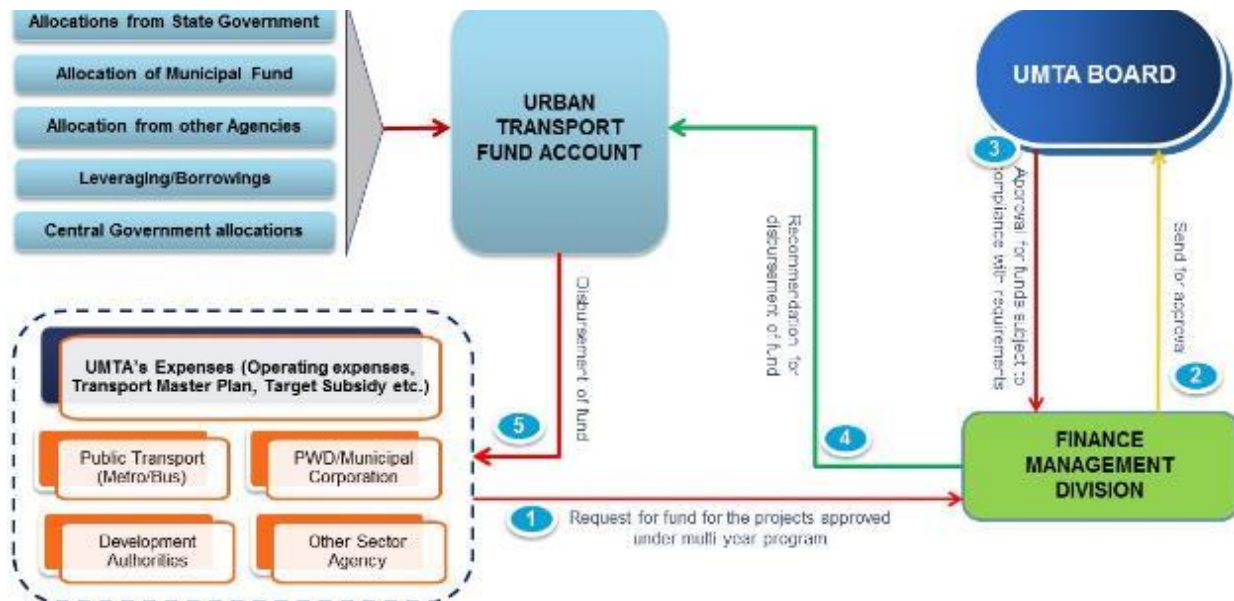 Allocations from State Government
Allocation of Municipal Fund
Allocation from other Agencies
Leveraging/Borrowings
Central Government allocations
URBAN
TRANSPORT
FUND ACCOUNT
UMTA BOARD
3
Approval for funds subject to
compliance with requirements
Send for approval
2
Recommendation for
disbursement of fund
Disbursement of fund
5
4
UMTA's Expenses (Operating expenses,
Transport Master Plan, Target Subsidy etc.)
Public Transport
(Metro/Bus)
PWD/Municipal
Corporation
Development
Authorities
Other Sector
Agency
1
Request for fund for the projects approved
under multi year program
FINANCE
MANAGEMENT
DIVISION